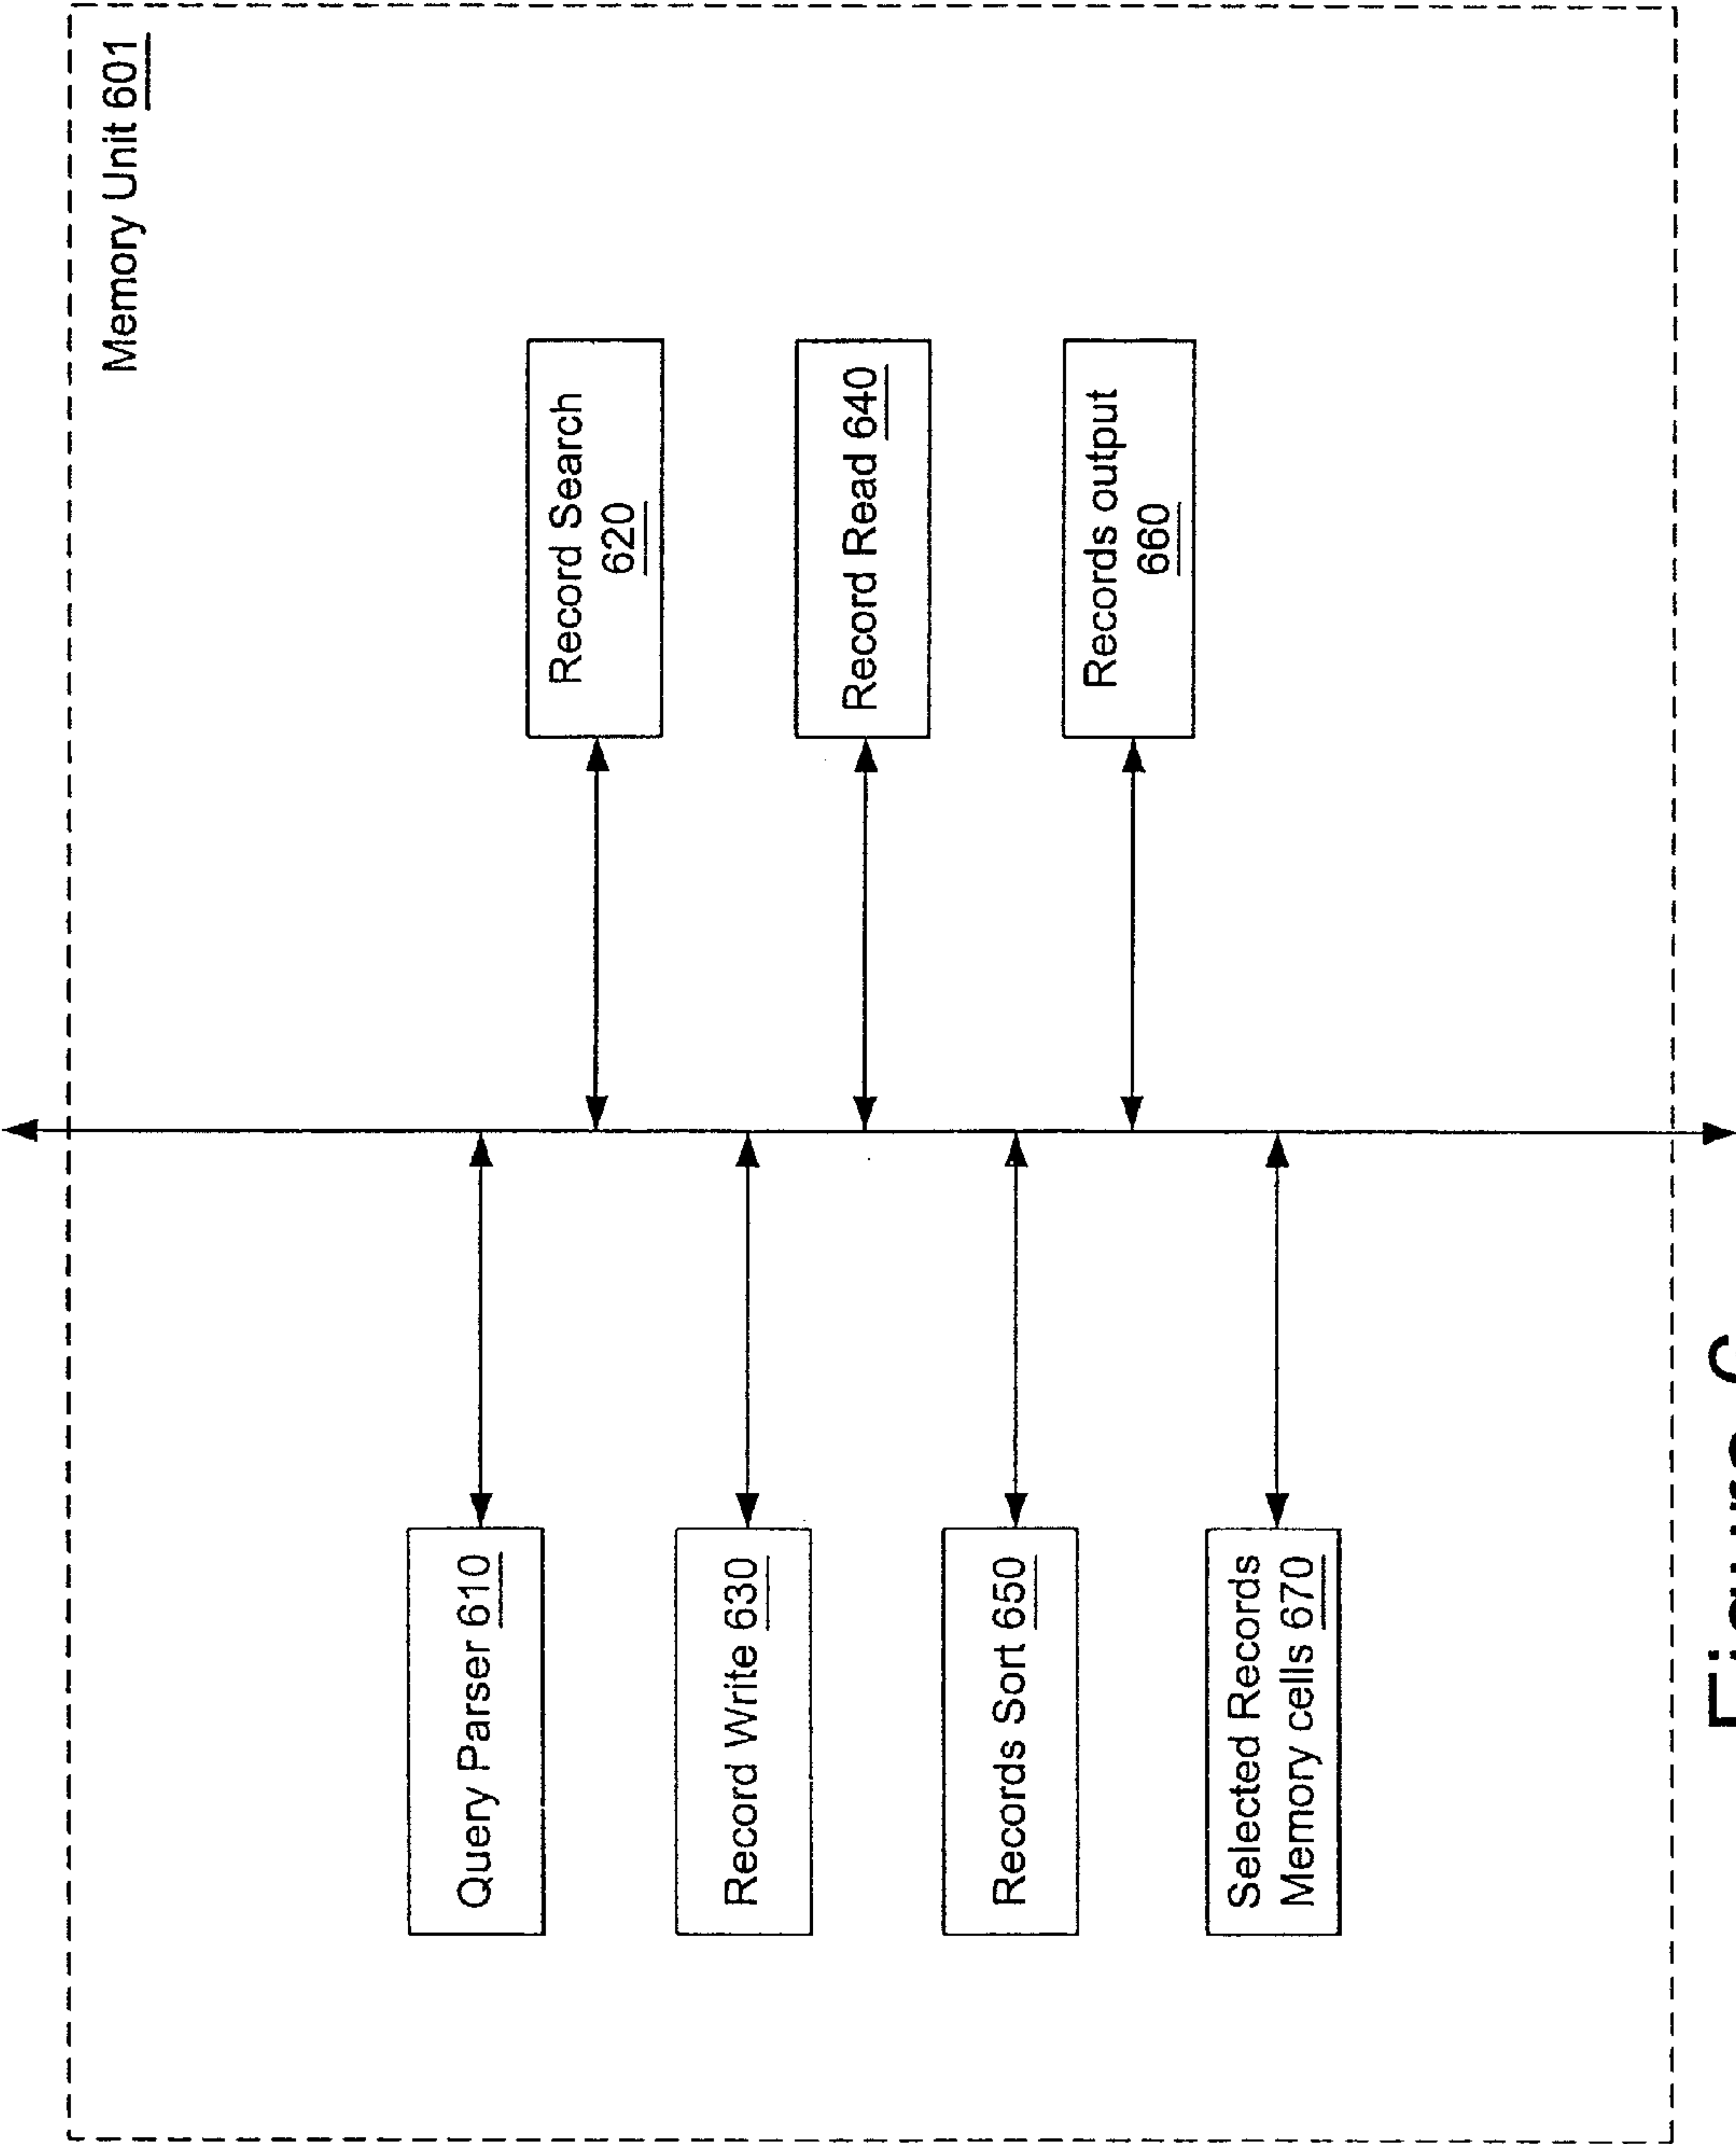 Memory Unit 601
Query Parser 610
Record Search
620
Record Write 630
Record Read 640
Records Sort 650
Records output
660
Selected Records
Memory cells 670
Figure